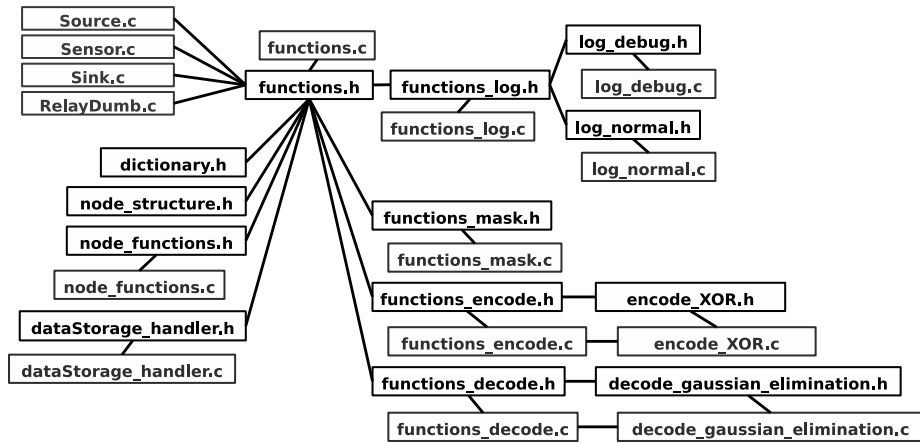 Source.c
Sensor.c
Sink.c
RelayDumb.c
functions.c
functions.h
functions_log.h
functions_log.c
log_debug.h
log_debug.c
log_normal.h
log_normal.c
dictionary.h
node_structure.h
node_functions.h
node_functions.c
dataStorage_handler.h
dataStorage_handler.c
functions_mask.h
functions_mask.c
functions_encode.h
encode_XOR.h
functions_encode.c
encode_XOR.c
functions_decode.h
decode_gaussian_elimination.h
functions_decode.c
decode_gaussian_elimination.c